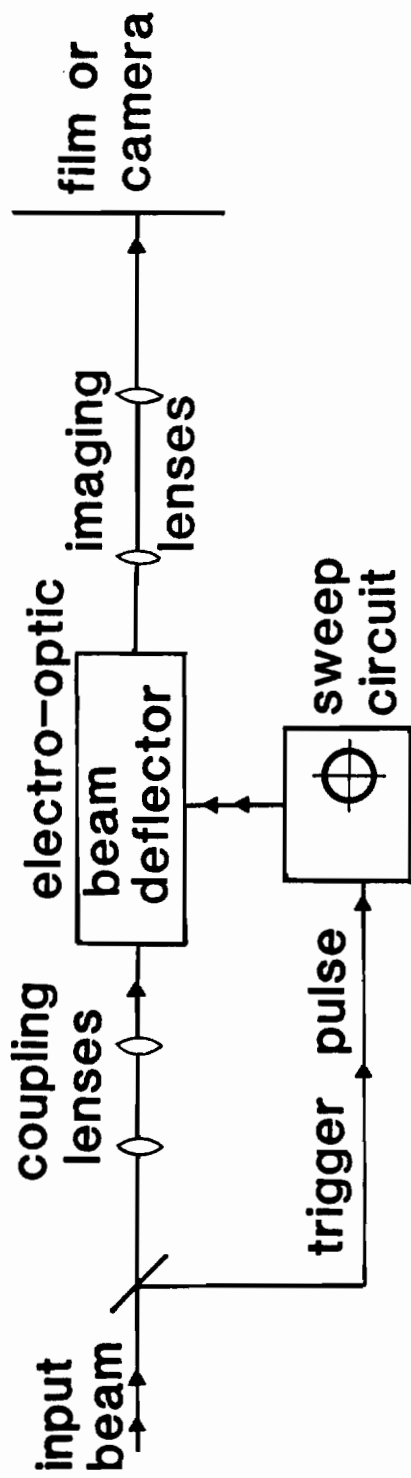 input
beam
coupling
lenses
electro-optic
beam
deflector
imaging
lenses
film or
camera
trigger pulse
sweep
circuit